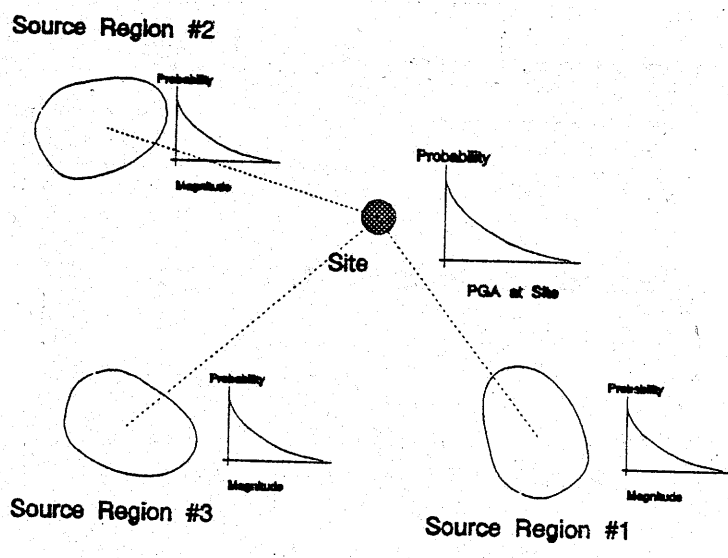 Source Region #2
Probability
Magnitude
Probability
Site
PGA at Site
Probability
Magnitude
Source Region #3
Probability
Magnitude
Source Region #1